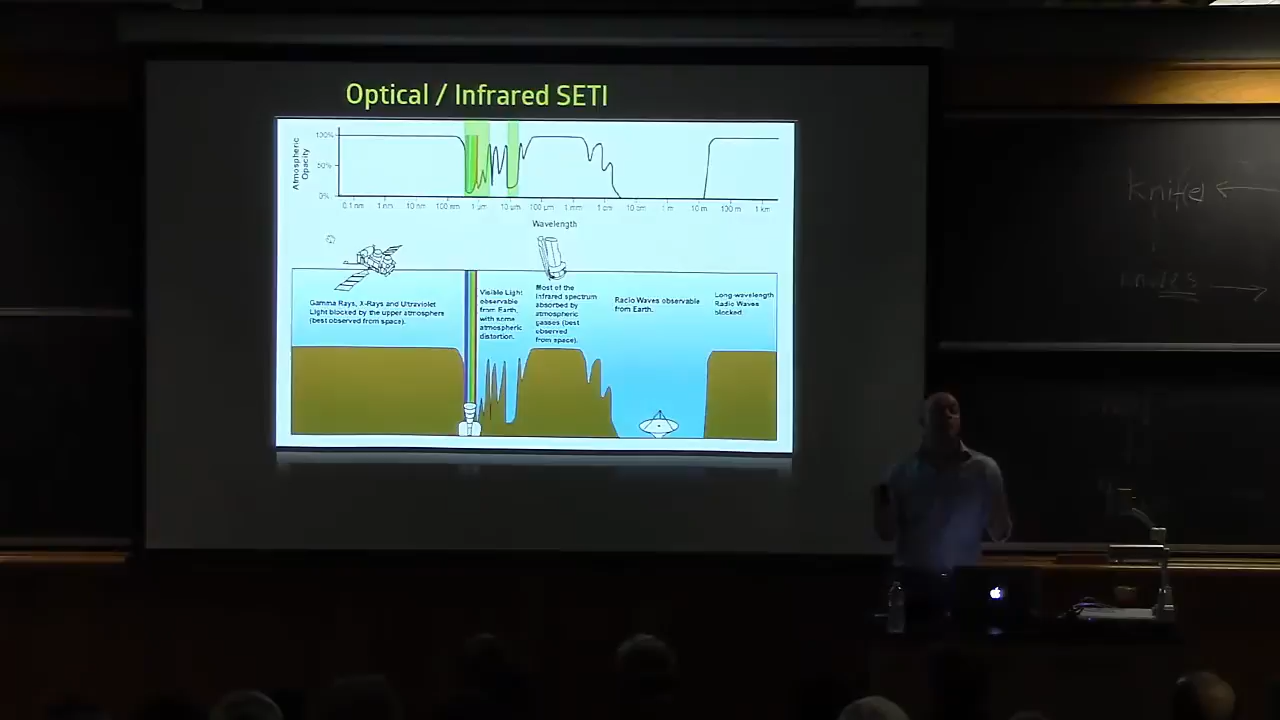 Optical / Infrared SETI
Atmospheric
Opacity
100%
50%
0%
0.1 nm 1 nm 10 nm 100 nm 1 μm 10 μm 100 μm 1 mm 1 cm 10 cm 1 m 10 m 100 m 1 km
Wavelength
Gamma Rays, X-Rays and Ultraviolet
Light blocked by the upper atmosphere
(best observed from space).
Visible Light
observable
from Earth,
with some
atmospheric
distortion.
Most of the
Infrared spectrum
absorbed by
atmospheric
gasses (best
observed
from space).
Radio Waves observable
from Earth.
Long-wavelength
Radio Waves
blocked.